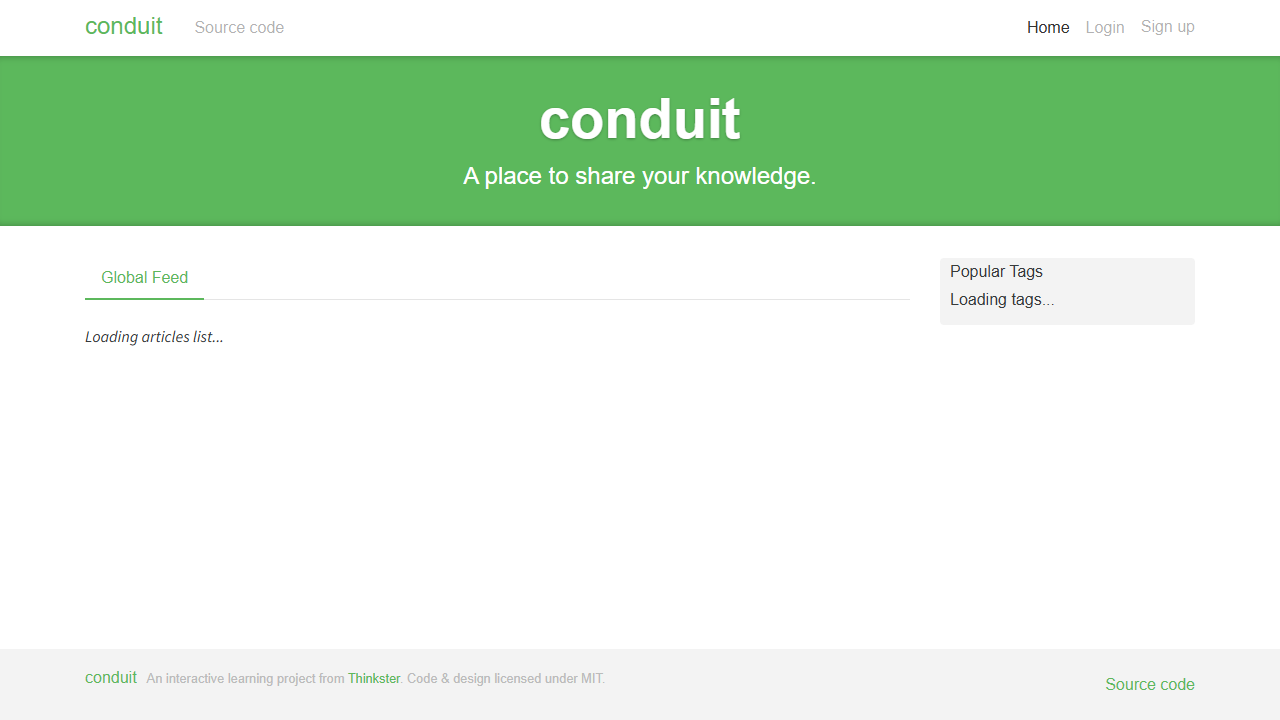 conduit Source code Home Login Sign up
conduit
A place to share your knowledge.
Global Feed
Popular Tags
Loading tags...
Loading articles list...
conduit An interactive learning project from Thinkster. Code & design licensed under MIT. Source code